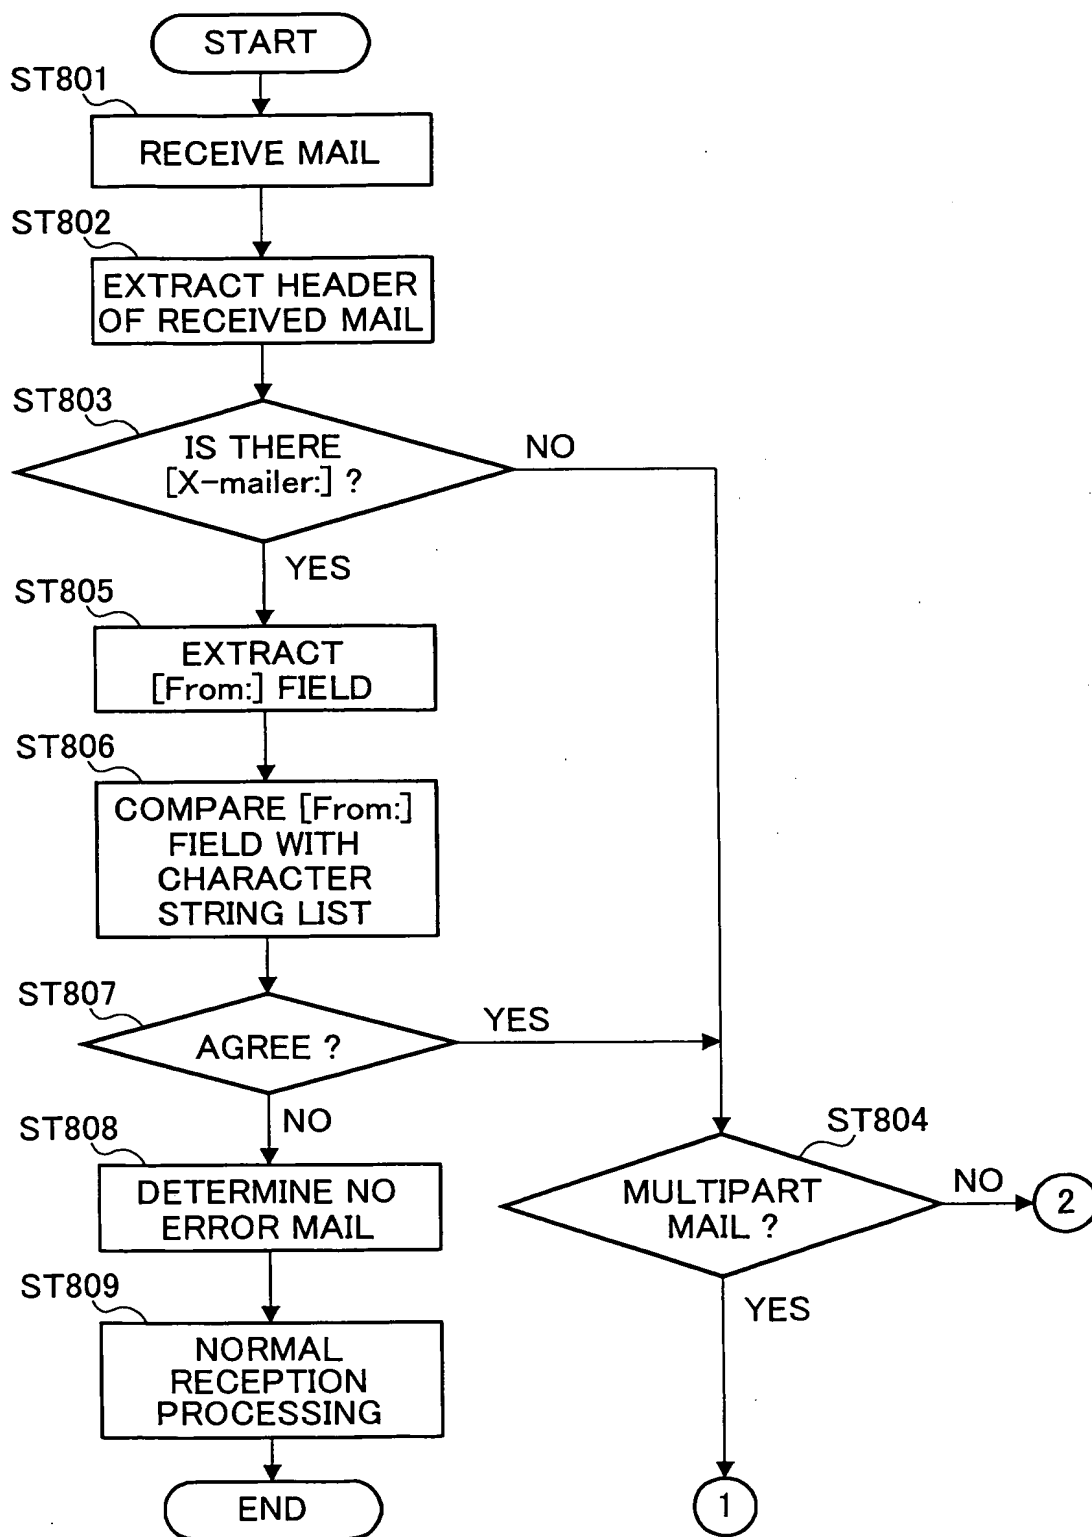 START
ST801
RECEIVE MAIL
ST802
EXTRACT HEADER
OF RECEIVED MAIL
ST803
IS THERE
[X-mailer:] ?
NO
YES
ST805
EXTRACT
[From:] FIELD
ST806
COMPARE [From:]
FIELD WITH
CHARACTER
STRING LIST
ST807
AGREE ?
YES
NO
ST808
DETERMINE NO
ERROR MAIL
ST809
NORMAL
RECEPTION
PROCESSING
END
ST804
MULTIPART
MAIL ?
NO
2
YES
1